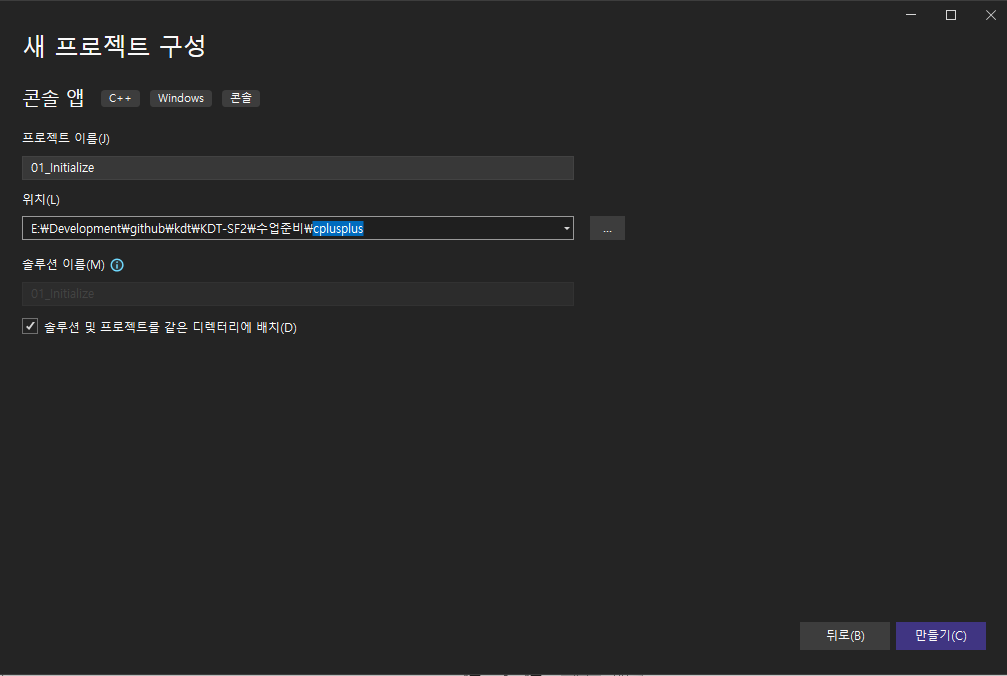 새 프로젝트 구성
콘솔 앱 C++ Windows 콘솔
프로젝트 이름(J)
01_Initialize
위치(L)
E:₩Development₩github₩kdt₩KDT-SF2₩수업준비₩cplusplus ...
솔루션 이름(M)
01_Initialize
솔루션 및 프로젝트를 같은 디렉터리에 배치(D)
뒤로(B) 만들기(C)